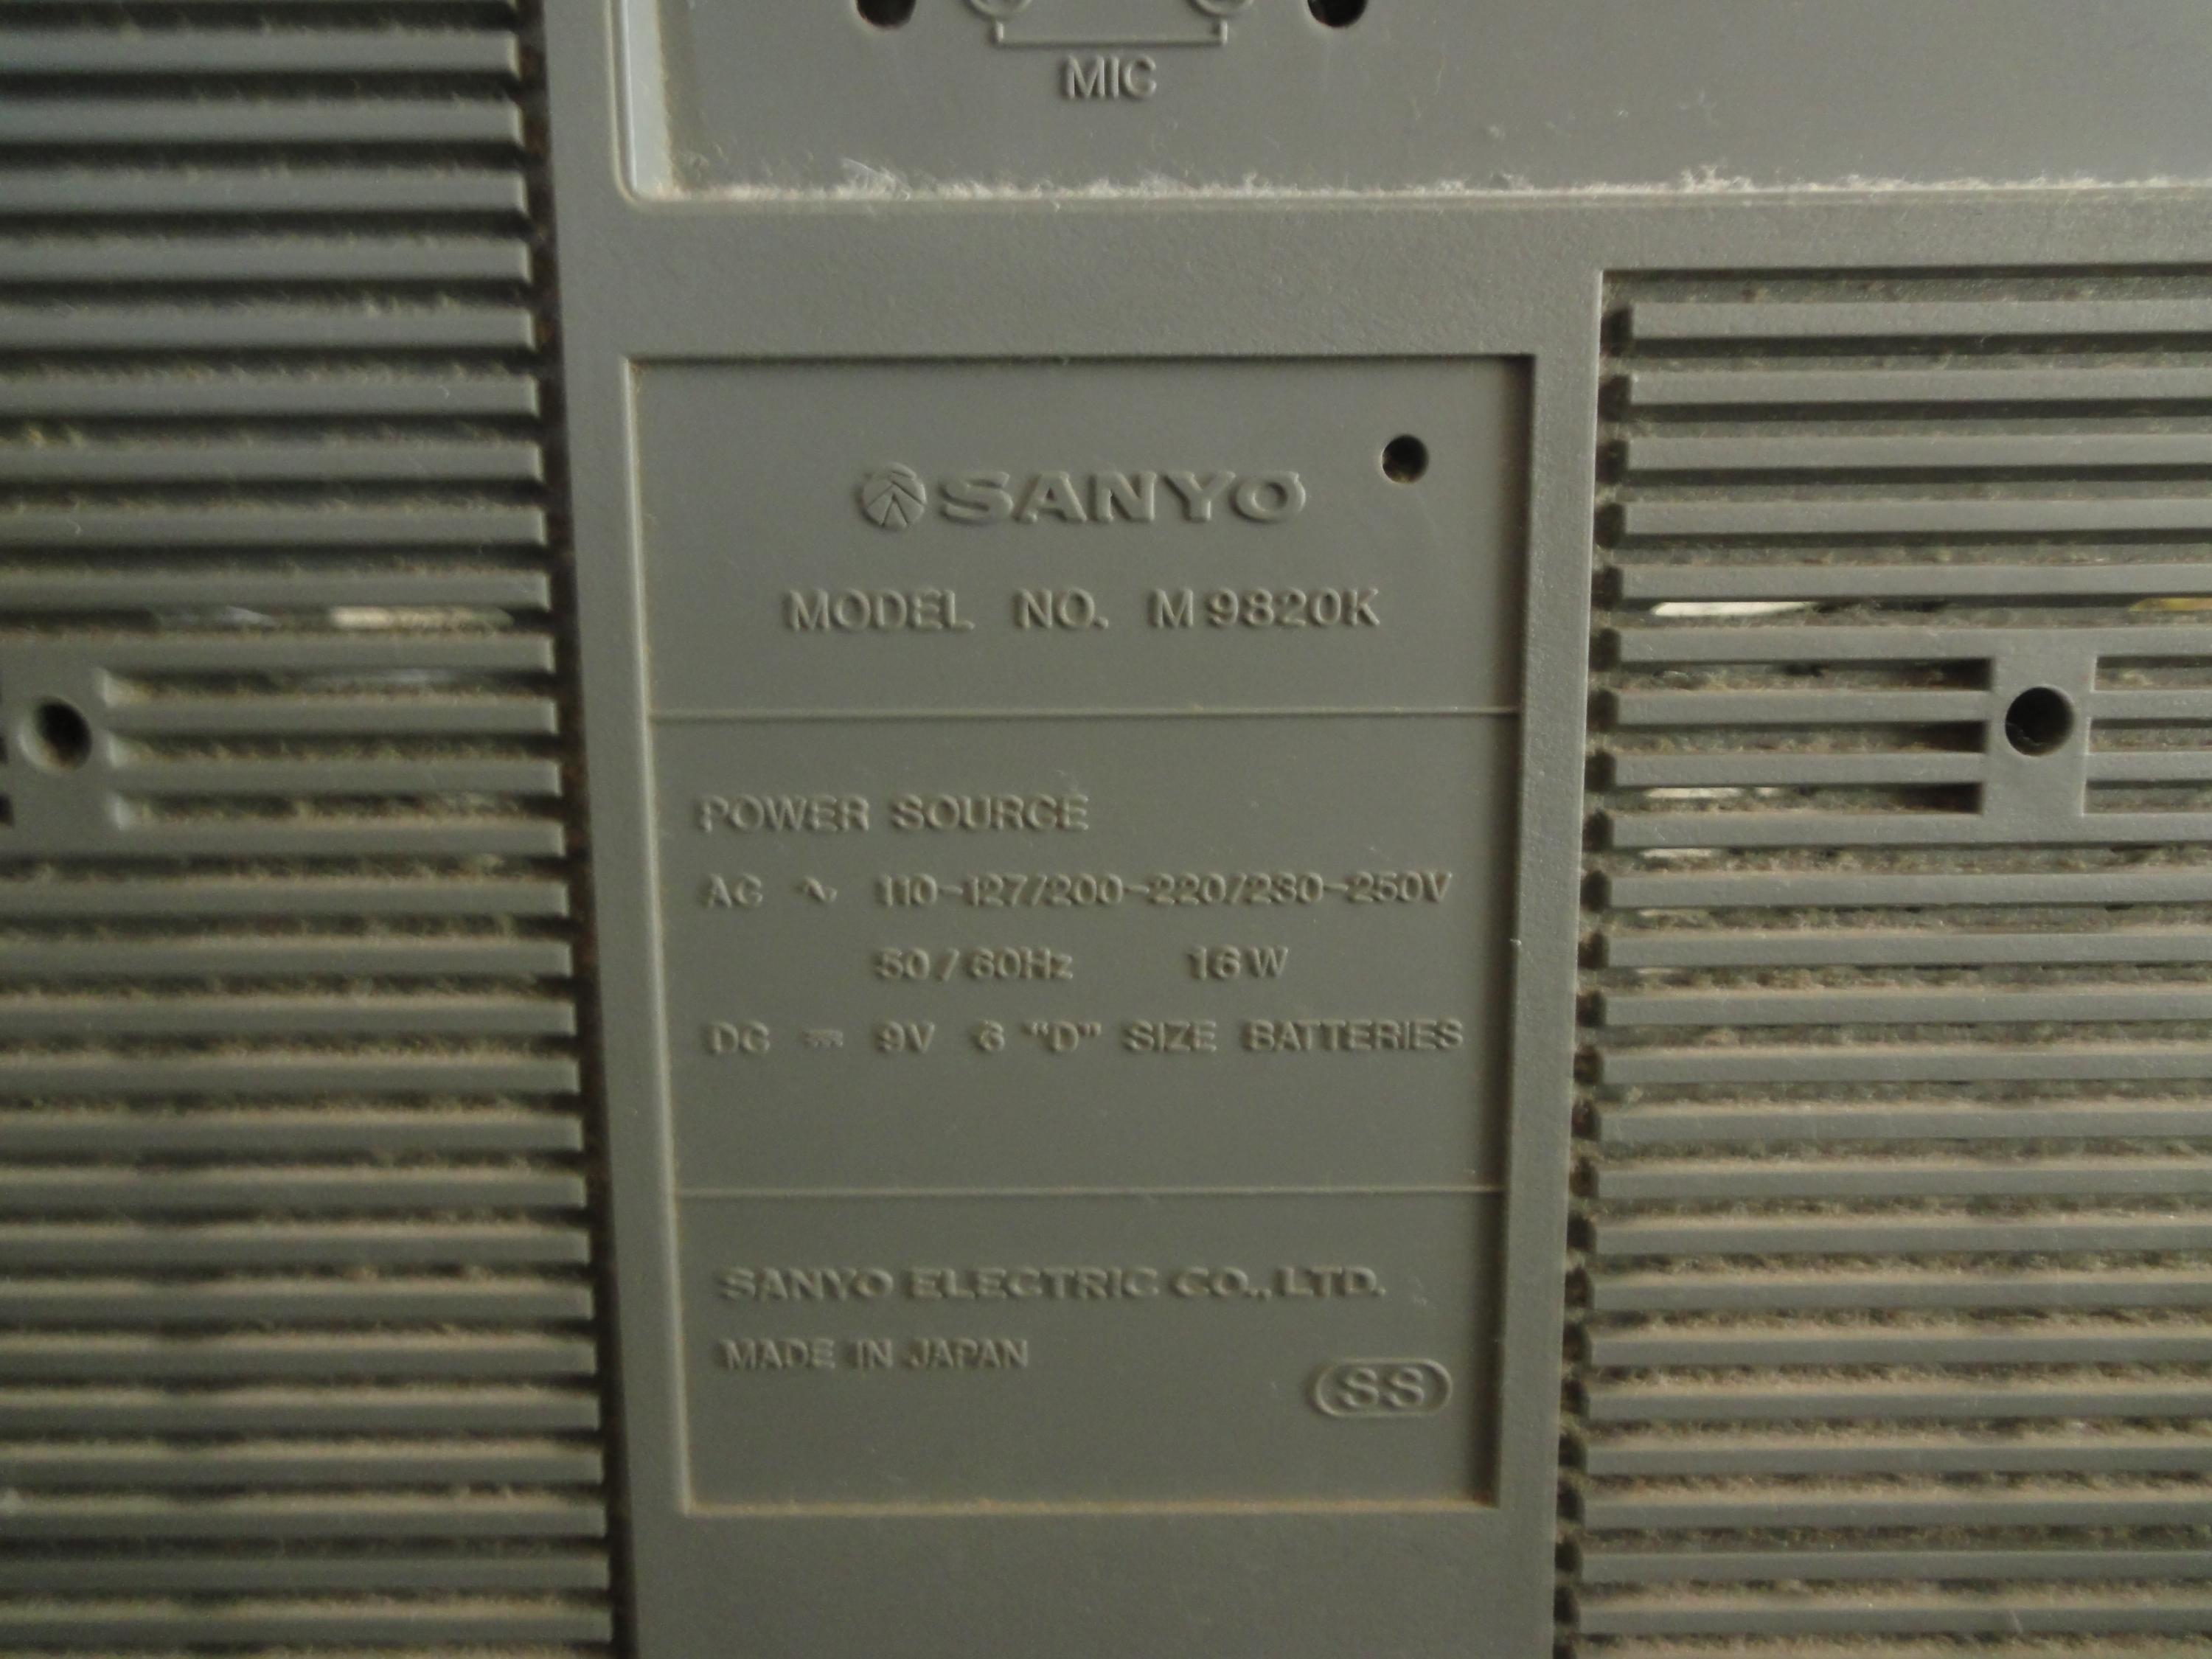 MIC
SANYO
MODEL NO. M9820K
POWER SOURCE
AC ∿ 110-127/200-220/230-250V
50/60Hz 16W
DC ⎓ 9V 6 "D" SIZE BATTERIES
SANYO ELECTRIC CO., LTD.
MADE IN JAPAN
SS